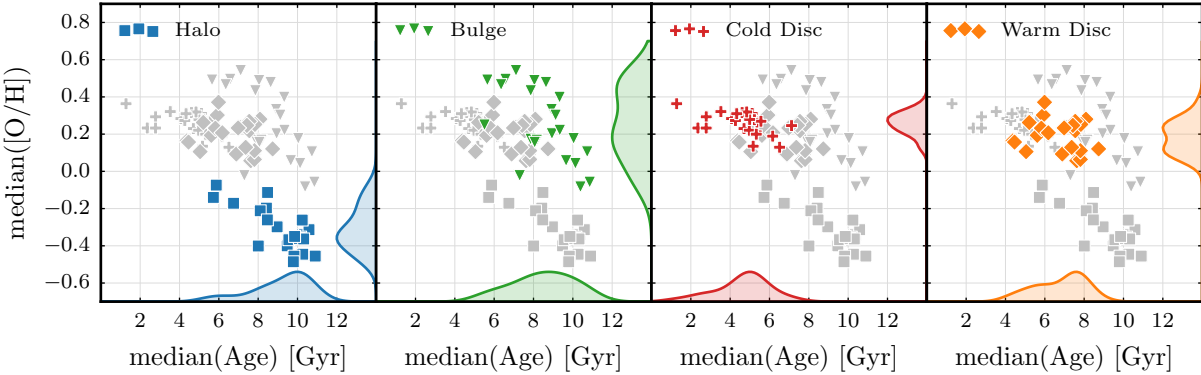 Halo
Bulge
Cold Disc
Warm Disc
median([O/H])
0.8
0.6
0.4
0.2
0.0
−0.2
−0.4
−0.6
2 4 6 8 10 12
2 4 6 8 10 12
2 4 6 8 10 12
2 4 6 8 10 12
median(Age) [Gyr]
median(Age) [Gyr]
median(Age) [Gyr]
median(Age) [Gyr]